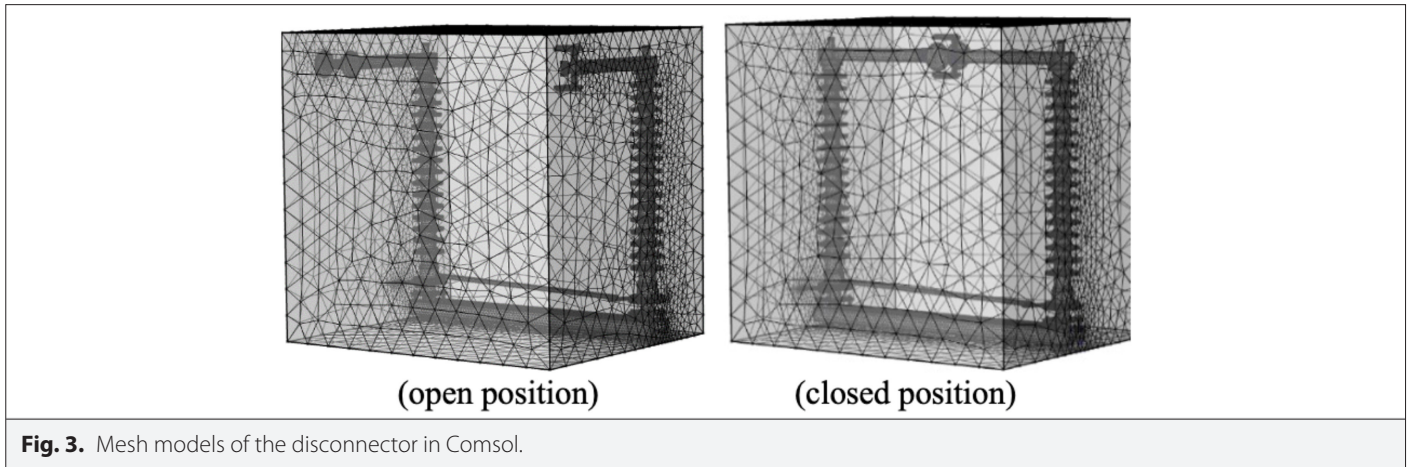 (open position)
(closed position)
Fig. 3. Mesh models of the disconnector in Comsol.